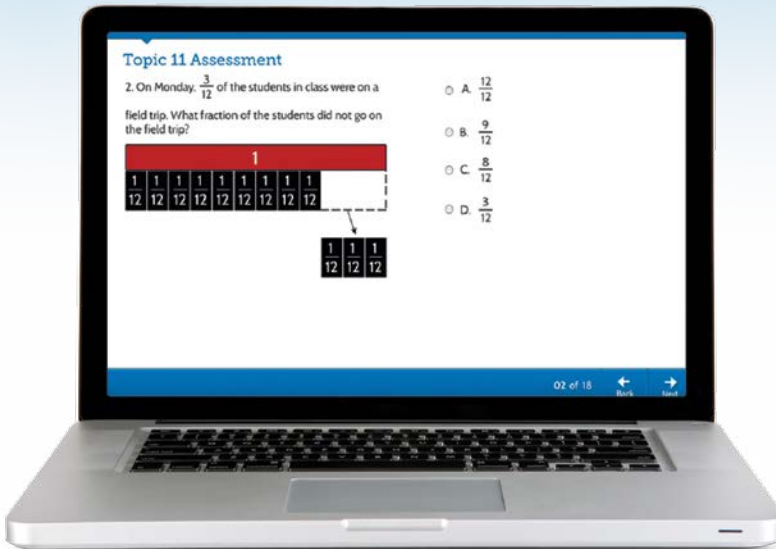 Topic 11 Assessment
2. On Monday, 3/12 of the students in class were on a
field trip. What fraction of the students did not go on
the field trip?
1
1/12 1/12 1/12 1/12 1/12 1/12 1/12 1/12 1/12
1/12 1/12 1/12
A. 12/12
B. 9/12
C. 8/12
D. 3/12
02 of 18
Back Next